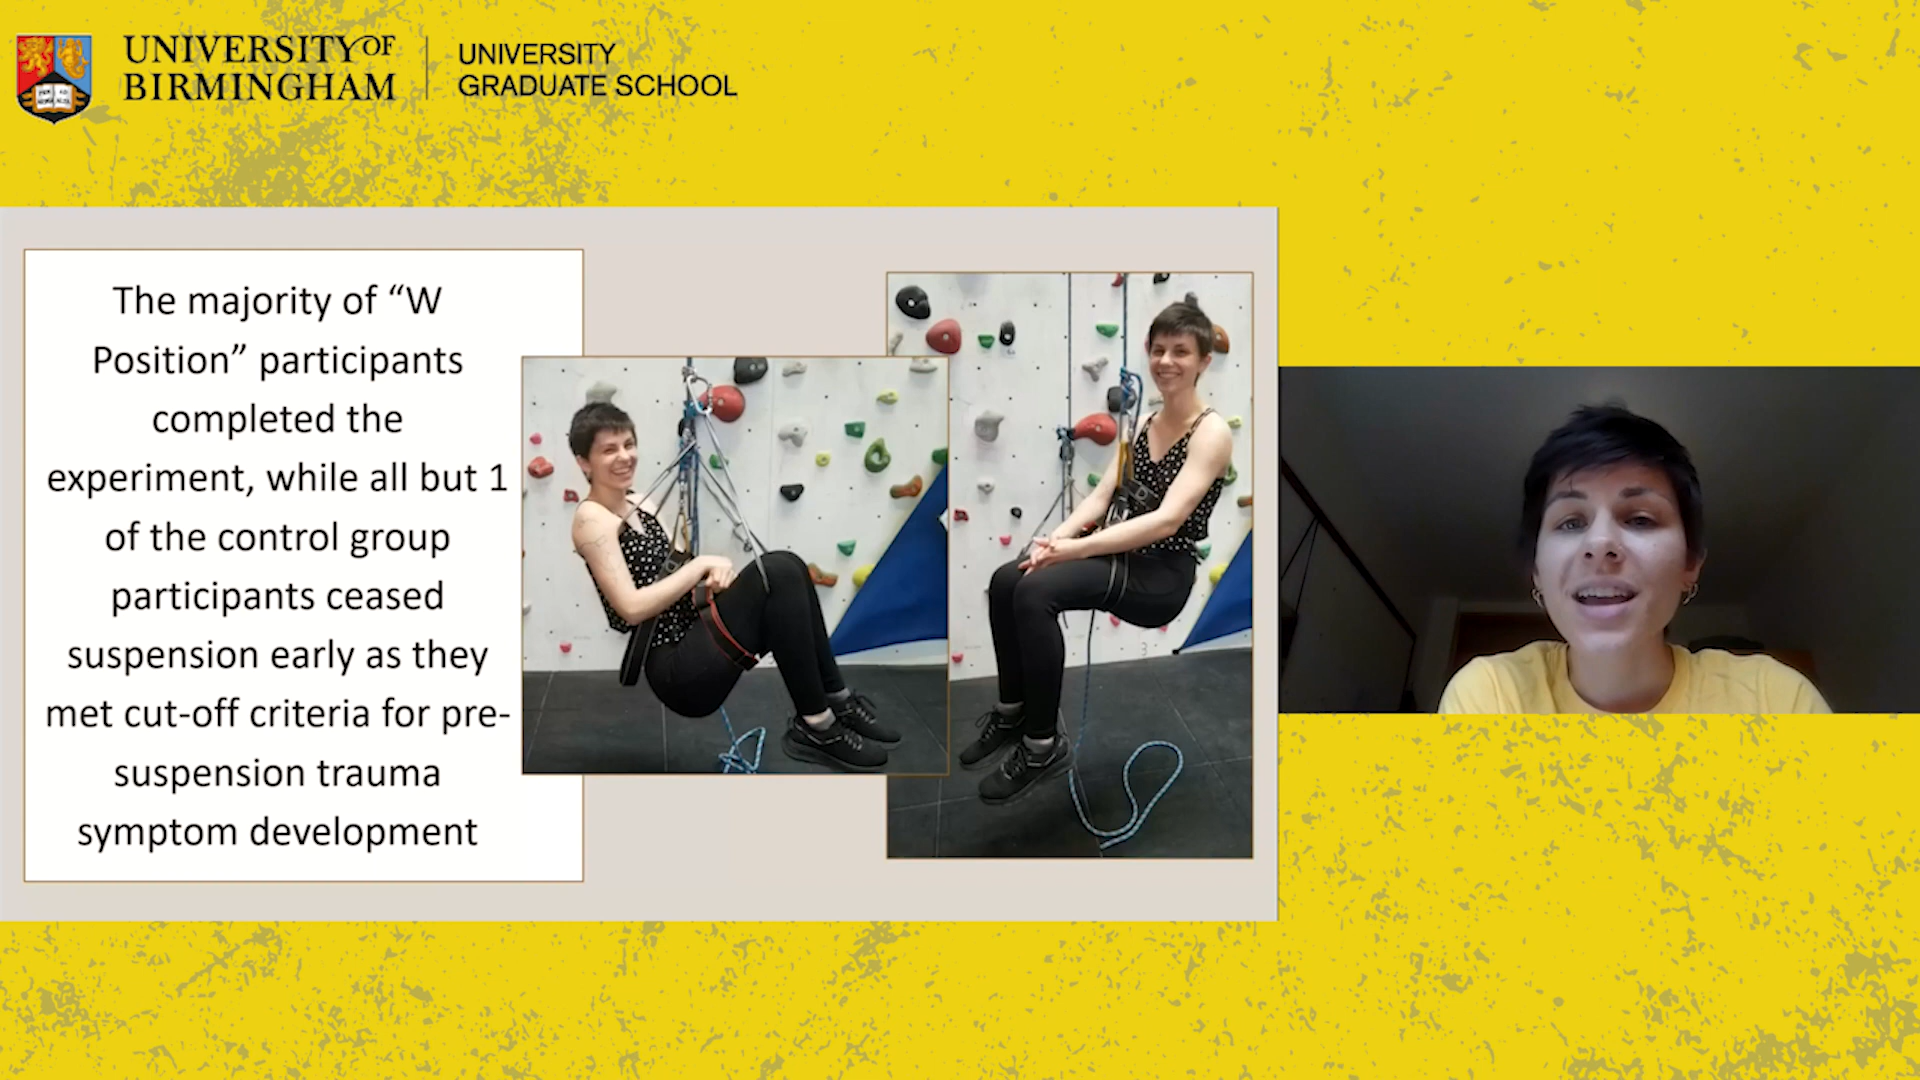 UNIVERSITY OF
BIRMINGHAM
UNIVERSITY
GRADUATE SCHOOL
The majority of “W
Position” participants
completed the
experiment, while all but 1
of the control group
participants ceased
suspension early as they
met cut-off criteria for pre-
suspension trauma
symptom development